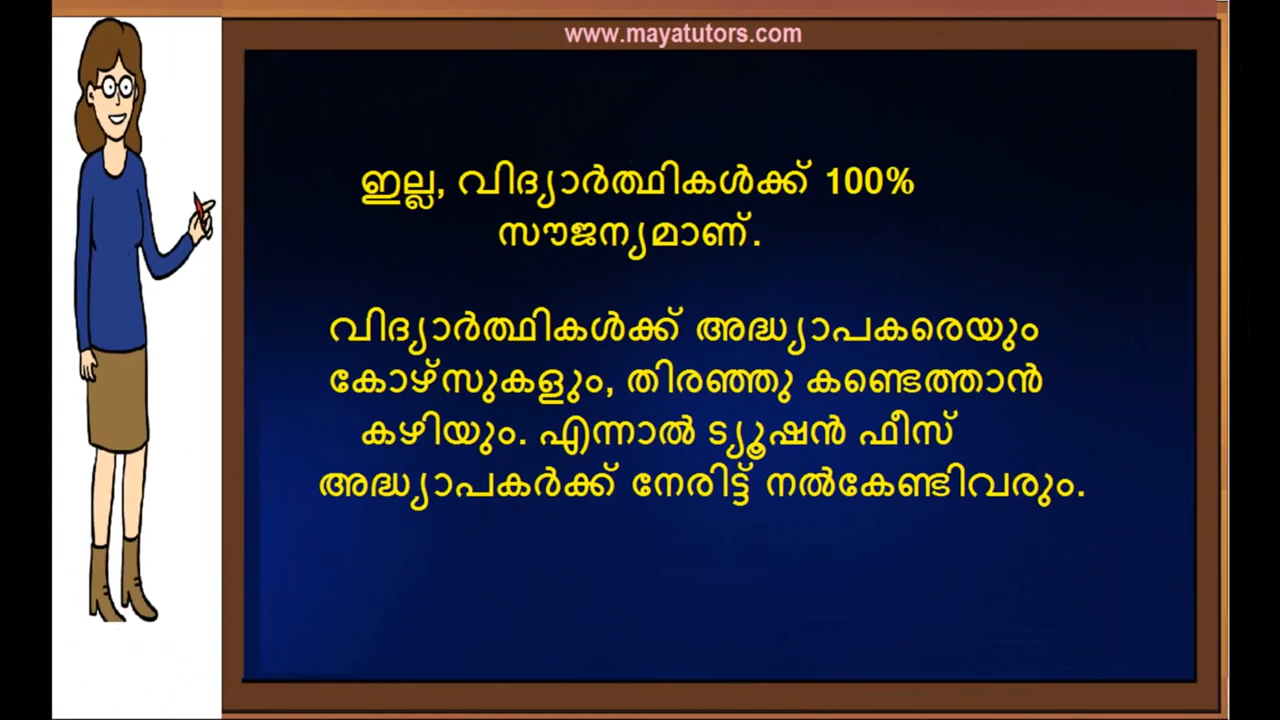 www.mayatutors.com
ഇല്ല, വിദ്യാർത്ഥികൾക്ക് 100%
സൗജന്യമാണ്.
വിദ്യാർത്ഥികൾക്ക് അദ്ധ്യാപകരെയും
കോഴ്സുകളും, തിരഞ്ഞു കണ്ടെത്താൻ
കഴിയും. എന്നാൽ ട്യൂഷൻ ഫീസ്
അദ്ധ്യാപകർക്ക് നേരിട്ട് നൽകേണ്ടിവരും.